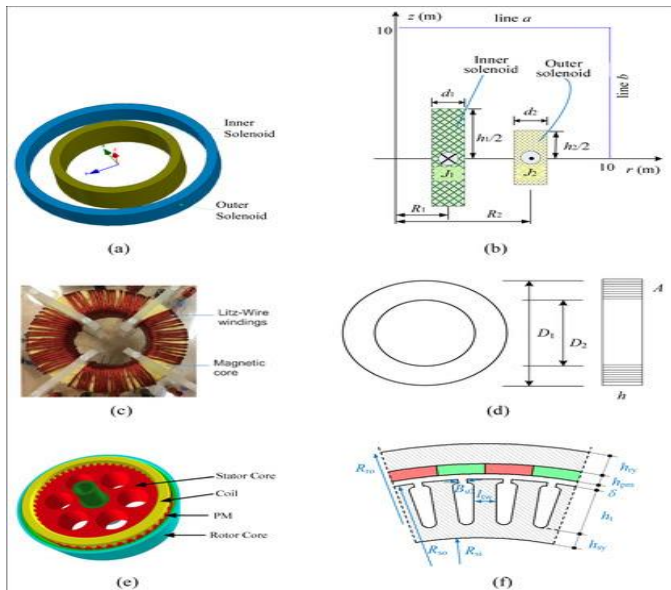 z (m)
line a
10
Inner
solenoid
Outer
solenoid
line b
d₁
d₂
h₁/2
h₂/2
J₁
J₂
10
r (m)
R₁
R₂
Inner
Solenoid
Outer
Solenoid
(a)
(b)
Litz-Wire
windings
Magnetic
core
(c)
D₁
D₂
A
h
(d)
Stator Core
Coil
PM
Rotor Core
(e)
δ
(f)